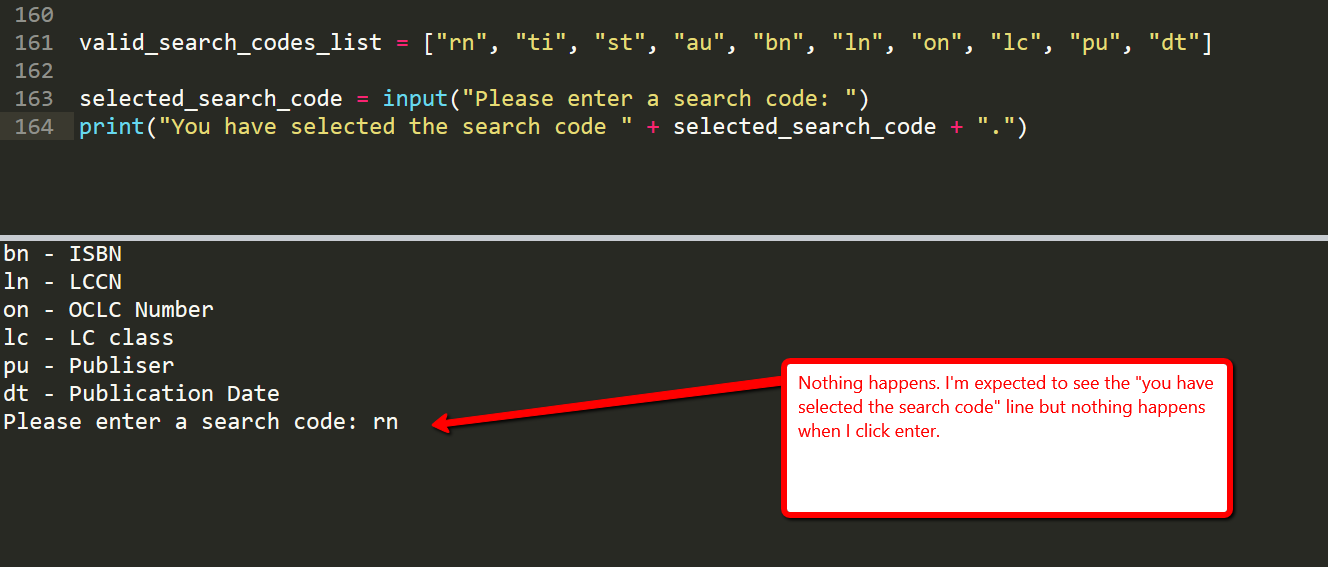 160
161 valid_search_codes_list = ["rn", "ti", "st", "au", "bn", "ln", "on", "lc", "pu", "dt"]
162
163 selected_search_code = input("Please enter a search code: ")
164 print("You have selected the search code " + selected_search_code + ".")
bn - ISBN
ln - LCCN
on - OCLC Number
lc - LC class
pu - Publiser
dt - Publication Date
Please enter a search code: rn
Nothing happens. I'm expected to see the "you have
selected the search code" line but nothing happens
when I click enter.